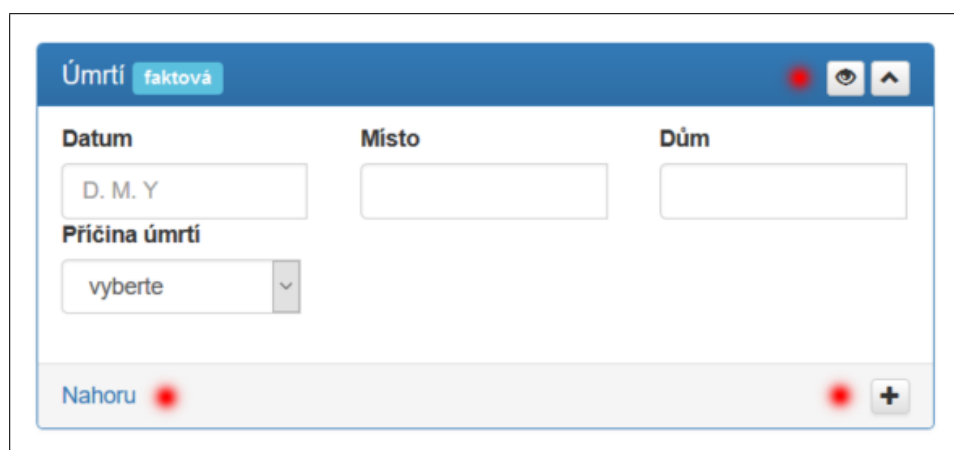 Úmrtí faktová
Datum Místo Dům
D. M. Y
Příčina úmrtí
vyberte
Nahoru